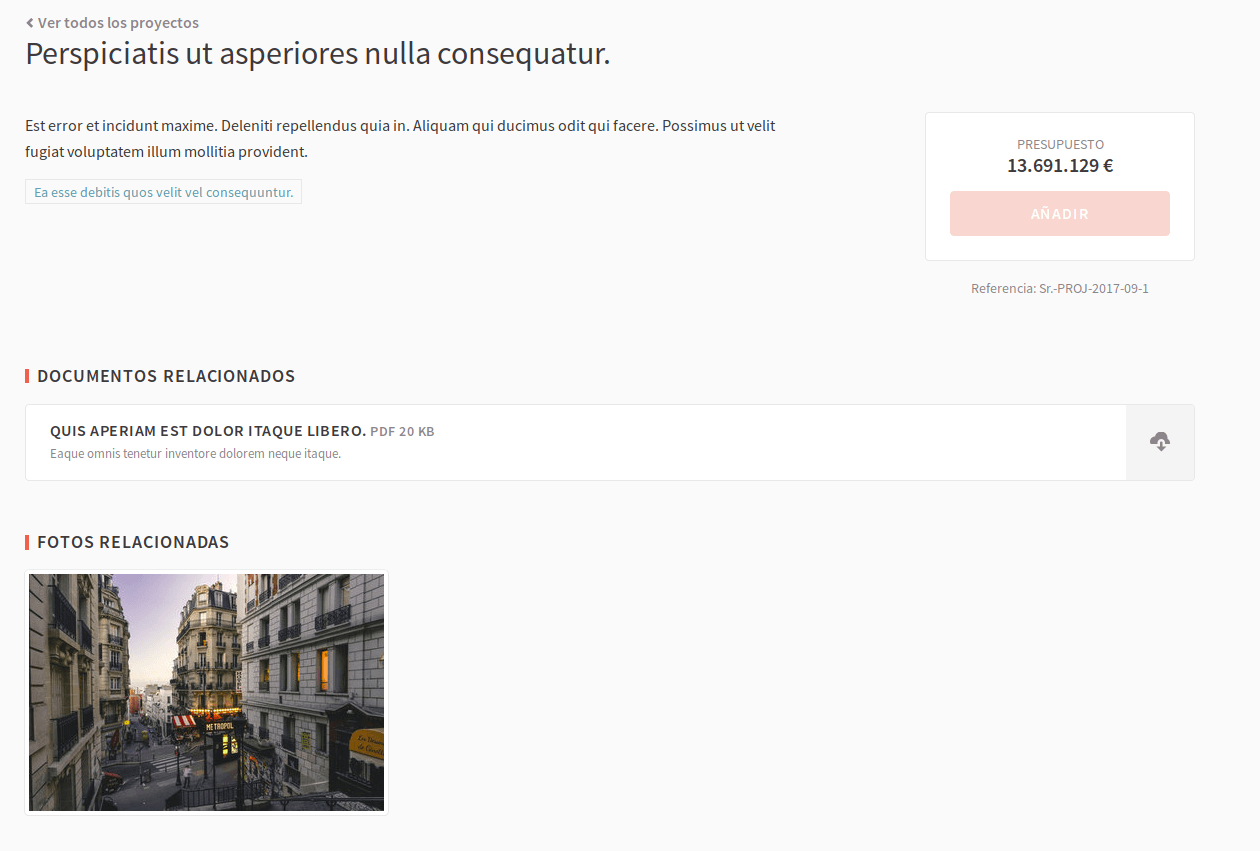 Ver todos los proyectos
Perspiciatis ut asperiores nulla consequatur.
Est error et incidunt maxime. Deleniti repellendus quia in. Aliquam qui ducimus odit qui facere. Possimus ut velit
fugiat voluptatem illum mollitia provident.
Ea esse debitis quos velit vel consequuntur.
PRESUPUESTO
13.691.129 €
AÑADIR
Referencia: Sr.-PROJ-2017-09-1
DOCUMENTOS RELACIONADOS
QUIS APERIAM EST DOLOR ITAQUE LIBERO. PDF 20 KB
Eaque omnis tenetur inventore dolorem neque itaque.
FOTOS RELACIONADAS
METROPOL